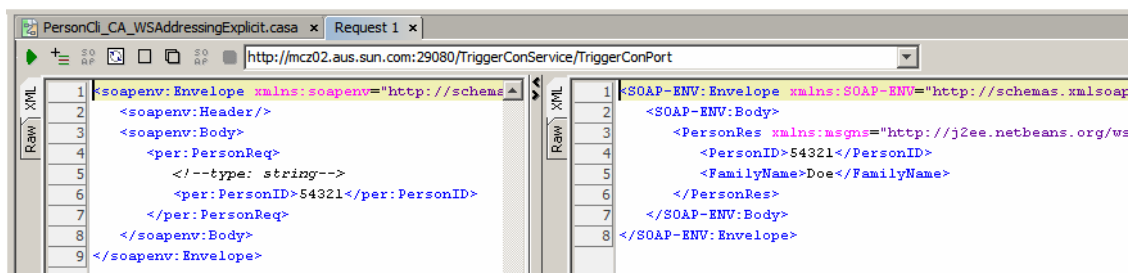 PersonCli_CA_WSAddressingExplicit.casa x Request 1 x
http://mcz02.aus.sun.com:29080/TriggerConService/TriggerConPort
XML
Raw
1 <soapenv:Envelope xmlns:soapenv="http://schema
2 <soapenv:Header/>
3 <soapenv:Body>
4 <per:PersonReq>
5 <!--type: string-->
6 <per:PersonID>54321</per:PersonID>
7 </per:PersonReq>
8 </soapenv:Body>
9 </soapenv:Envelope>
XML
Raw
1 <SOAP-ENV:Envelope xmlns:SOAP-ENV="http://schemas.xmlsoap
2 <SOAP-ENV:Body>
3 <PersonRes xmlns:msgns="http://j2ee.netbeans.org/ws
4 <PersonID>54321</PersonID>
5 <FamilyName>Doe</FamilyName>
6 </PersonRes>
7 </SOAP-ENV:Body>
8 </SOAP-ENV:Envelope>